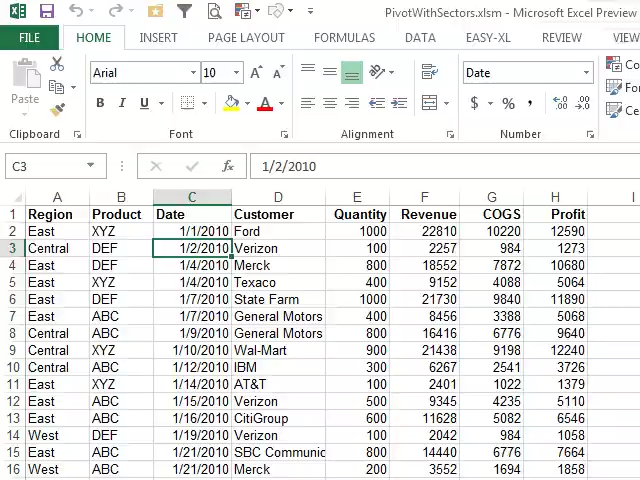 PivotWithSectors.xlsm - Microsoft Excel Preview
FILE HOME INSERT PAGE LAYOUT FORMULAS DATA EASY-XL REVIEW VIEW
Arial 10 Date
Paste B I U A $ % , Co
For
Ce
Clipboard Font Alignment Number
C3 fx 1/2/2010
A B C D E F G H I
1 Region Product Date Customer Quantity Revenue COGS Profit
2 East XYZ 1/1/2010 Ford 1000 22810 10220 12590
3 Central DEF 1/2/2010 Verizon 100 2257 984 1273
4 East DEF 1/4/2010 Merck 800 18552 7872 10680
5 East XYZ 1/4/2010 Texaco 400 9152 4088 5064
6 East DEF 1/7/2010 State Farm 1000 21730 9840 11890
7 East ABC 1/7/2010 General Motors 400 8456 3388 5068
8 Central ABC 1/9/2010 General Motors 800 16416 6776 9640
9 Central XYZ 1/10/2010 Wal-Mart 900 21438 9198 12240
10 Central ABC 1/12/2010 IBM 300 6267 2541 3726
11 East XYZ 1/14/2010 AT&T 100 2401 1022 1379
12 East ABC 1/15/2010 Verizon 500 9345 4235 5110
13 East ABC 1/16/2010 CitiGroup 600 11628 5082 6546
14 West DEF 1/19/2010 Verizon 100 2042 984 1058
15 East ABC 1/21/2010 SBC Communic 800 14440 6776 7664
16 West ABC 1/21/2010 Merck 200 3552 1694 1858